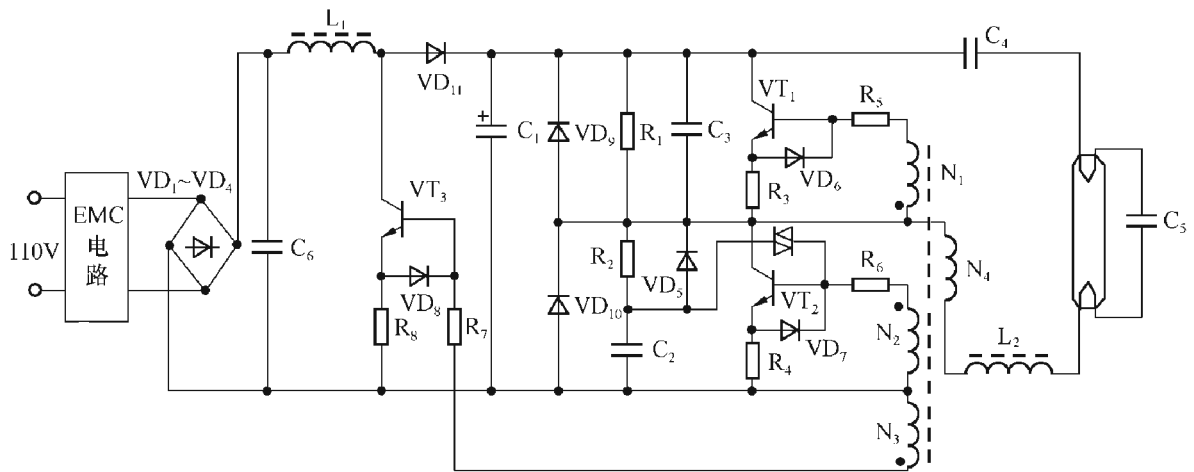 L₁
C₄
VD₁₁
VT₁
R₅
+
C₁
VD₉
R₁
C₃
VD₆
N₁
VD₁~VD₄
VT₃
R₃
EMC
电
路
110V
C₆
R₂
VD₅
R₆
N₄
C₅
VD₈
VD₁₀
VT₂
R₈
R₇
C₂
VD₇
N₂
L₂
R₄
N₃